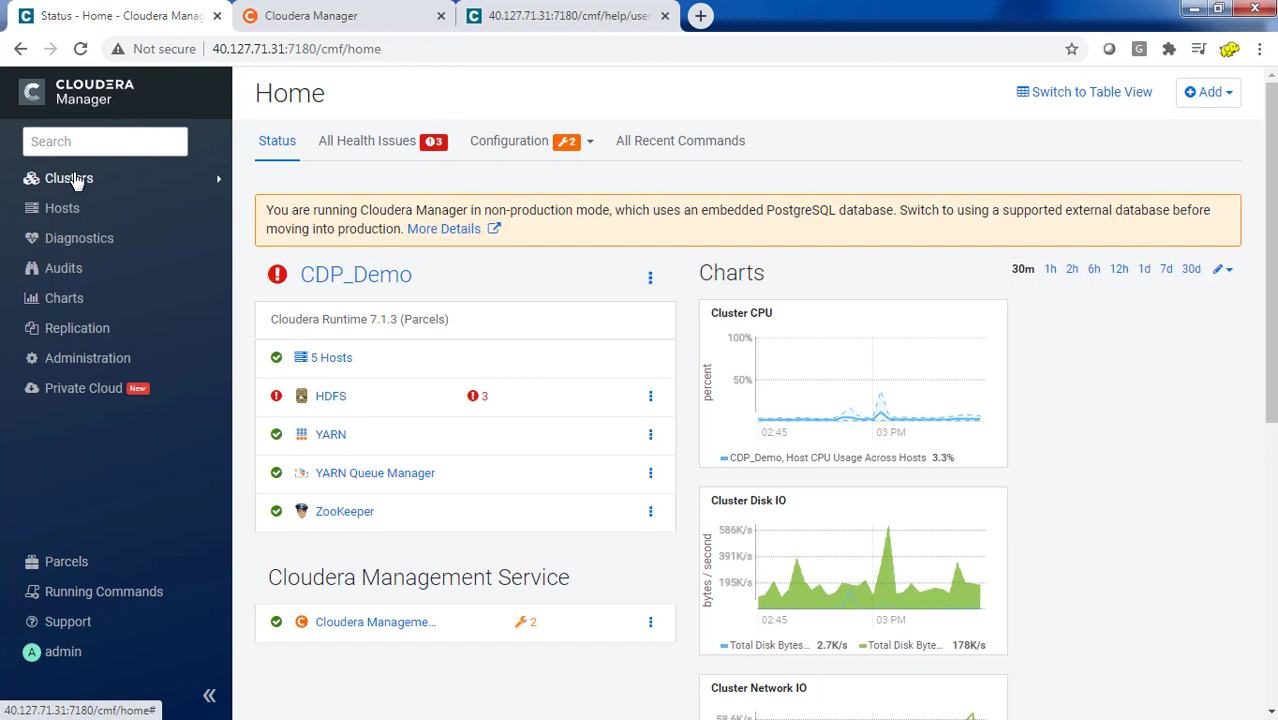 Status - Home - Cloudera Manag
Cloudera Manager
40.127.71.31:7180/cmf/help/user
Not secure
40.127.71.31:7180/cmf/home
CLOUDERA
Manager
Search
Clusters
Hosts
Diagnostics
Audits
Charts
Replication
Administration
Private Cloud New
Parcels
Running Commands
Support
A admin
40.127.71.31:7180/cmf/home#
Home
Switch to Table View
Add
Status
All Health Issues 3
Configuration 2
All Recent Commands
You are running Cloudera Manager in non-production mode, which uses an embedded PostgreSQL database. Switch to using a supported external database before
moving into production. More Details
CDP_Demo
Cloudera Runtime 7.1.3 (Parcels)
5 Hosts
HDFS 3
YARN
YARN Queue Manager
ZooKeeper
Cloudera Management Service
Cloudera Manageme... 2
Charts
30m 1h 2h 6h 12h 1d 7d 30d
Cluster CPU
percent
100%
50%
02:45 03 PM
CDP_Demo, Host CPU Usage Across Hosts 3.3%
Cluster Disk IO
bytes / second
586K/s
391K/s
195K/s
02:45 03 PM
Total Disk Bytes... 2.7K/s Total Disk Byte... 178K/s
Cluster Network IO
58.6K/s